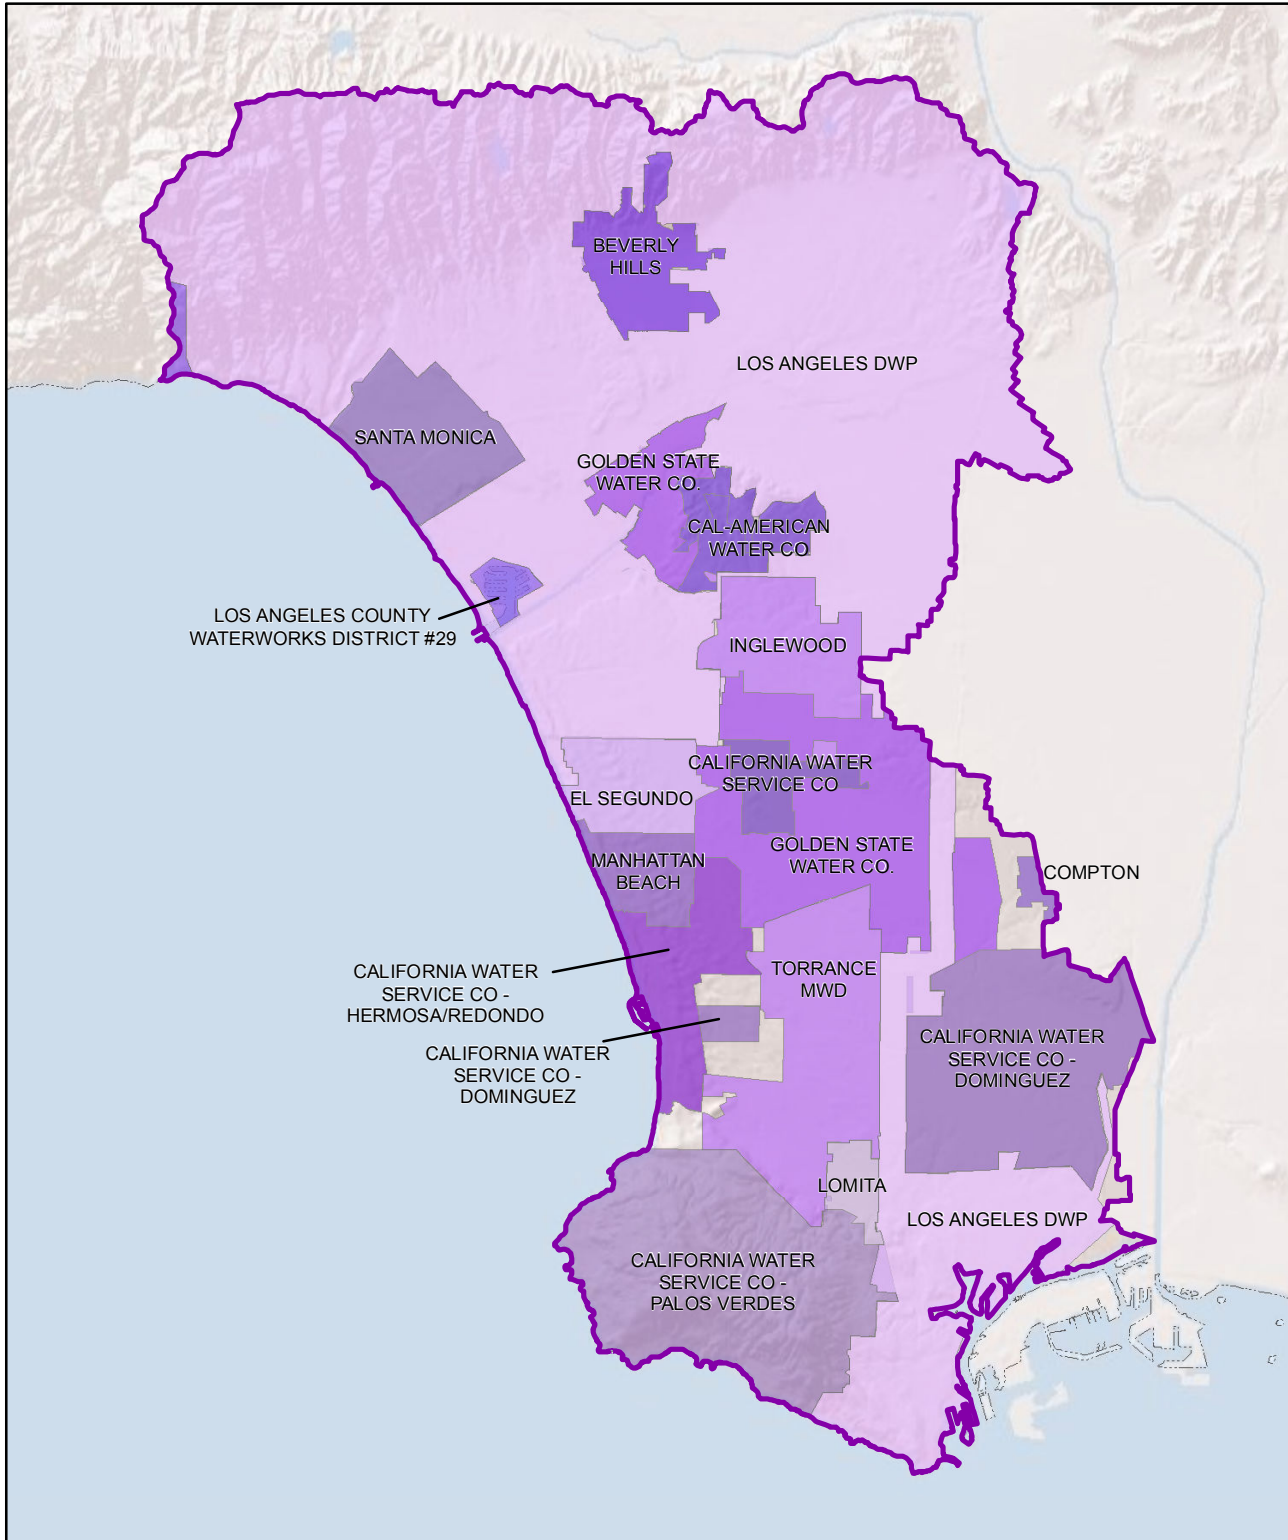 BEVERLY
HILLS
LOS ANGELES DWP
SANTA MONICA
GOLDEN STATE
WATER CO.
CAL-AMERICAN
WATER CO
LOS ANGELES COUNTY
WATERWORKS DISTRICT #29
INGLEWOOD
CALIFORNIA WATER
SERVICE CO
EL SEGUNDO
GOLDEN STATE
WATER CO.
MANHATTAN
BEACH
COMPTON
CALIFORNIA WATER
SERVICE CO -
HERMOSA/REDONDO
TORRANCE
MWD
CALIFORNIA WATER
SERVICE CO -
DOMINGUEZ
CALIFORNIA WATER
SERVICE CO -
DOMINGUEZ
LOMITA
LOS ANGELES DWP
CALIFORNIA WATER
SERVICE CO -
PALOS VERDES